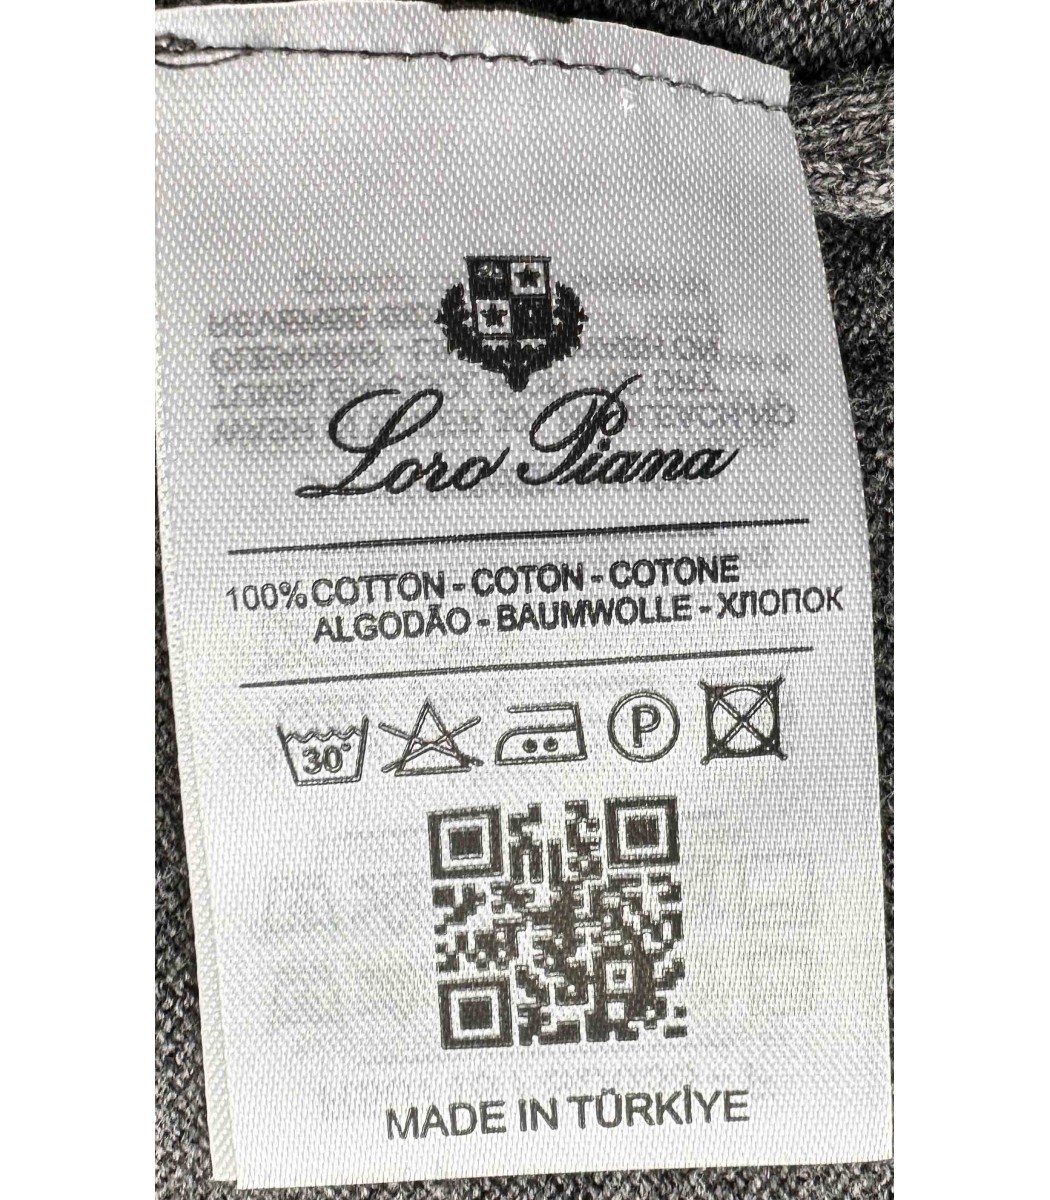 Loro Piana
100% COTTON - COTON - COTONE
ALGODÃO - BAUMWOLLE - ХЛОПОК
30°
P
MADE IN TÜRKİYE